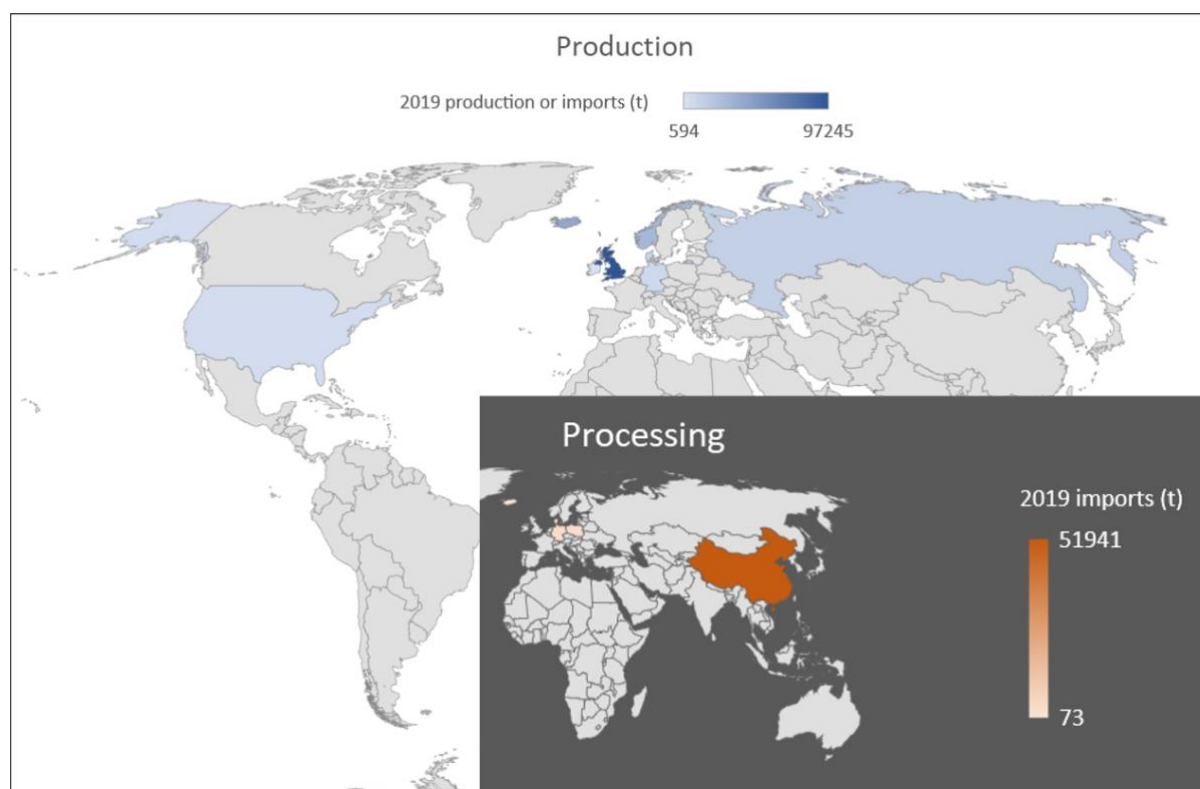 Production
2019 production or imports (t)
594 97245
Processing
2019 imports (t)
51941
73